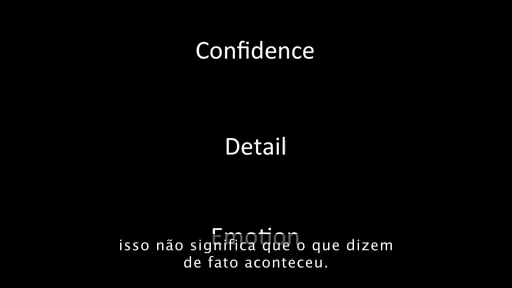 Confidence
Detail
Emotion
isso não significa que o que dizem
de fato aconteceu.